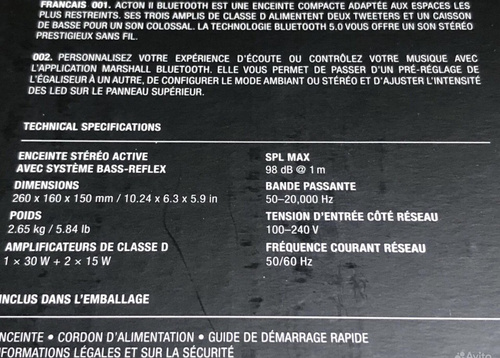 FRANÇAIS 001. ACTON II BLUETOOTH EST UNE ENCEINTE COMPACTE ADAPTÉE AUX ESPACES LES
PLUS RESTREINTS. SES TROIS AMPLIS DE CLASSE D ALIMENTENT DEUX TWEETERS ET UN CAISSON
DE BASSE POUR UN SON COLOSSAL. LA TECHNOLOGIE BLUETOOTH 5.0 VOUS OFFRE UN SON STÉRÉO
PRESTIGIEUX SANS FIL.
002. PERSONNALISEZ VOTRE EXPÉRIENCE D'ÉCOUTE OU CONTRÔLEZ VOTRE MUSIQUE AVEC
L'APPLICATION MARSHALL BLUETOOTH. ELLE VOUS PERMET DE PASSER D'UN PRÉ-RÉGLAGE DE
L'ÉGALISEUR À UN AUTRE, DE CONFIGURER LE MODE AMBIANT OU STÉRÉO ET D'AJUSTER L'INTENSITÉ
DES LED SUR LE PANNEAU SUPÉRIEUR.
TECHNICAL SPECIFICATIONS
ENCEINTE STÉRÉO ACTIVE
AVEC SYSTÈME BASS-REFLEX
DIMENSIONS
260 x 160 x 150 mm / 10.24 x 6.3 x 5.9 in
POIDS
2.65 kg / 5.84 lb
AMPLIFICATEURS DE CLASSE D
1 × 30 W + 2 × 15 W
SPL MAX
98 dB @ 1 m
BANDE PASSANTE
50–20,000 Hz
TENSION D'ENTRÉE CÔTÉ RÉSEAU
100–240 V
FRÉQUENCE COURANT RÉSEAU
50/60 Hz
INCLUS DANS L'EMBALLAGE
ENCEINTE • CORDON D'ALIMENTATION • GUIDE DE DÉMARRAGE RAPIDE
INFORMATIONS LÉGALES ET SUR LA SÉCURITÉ
Avito